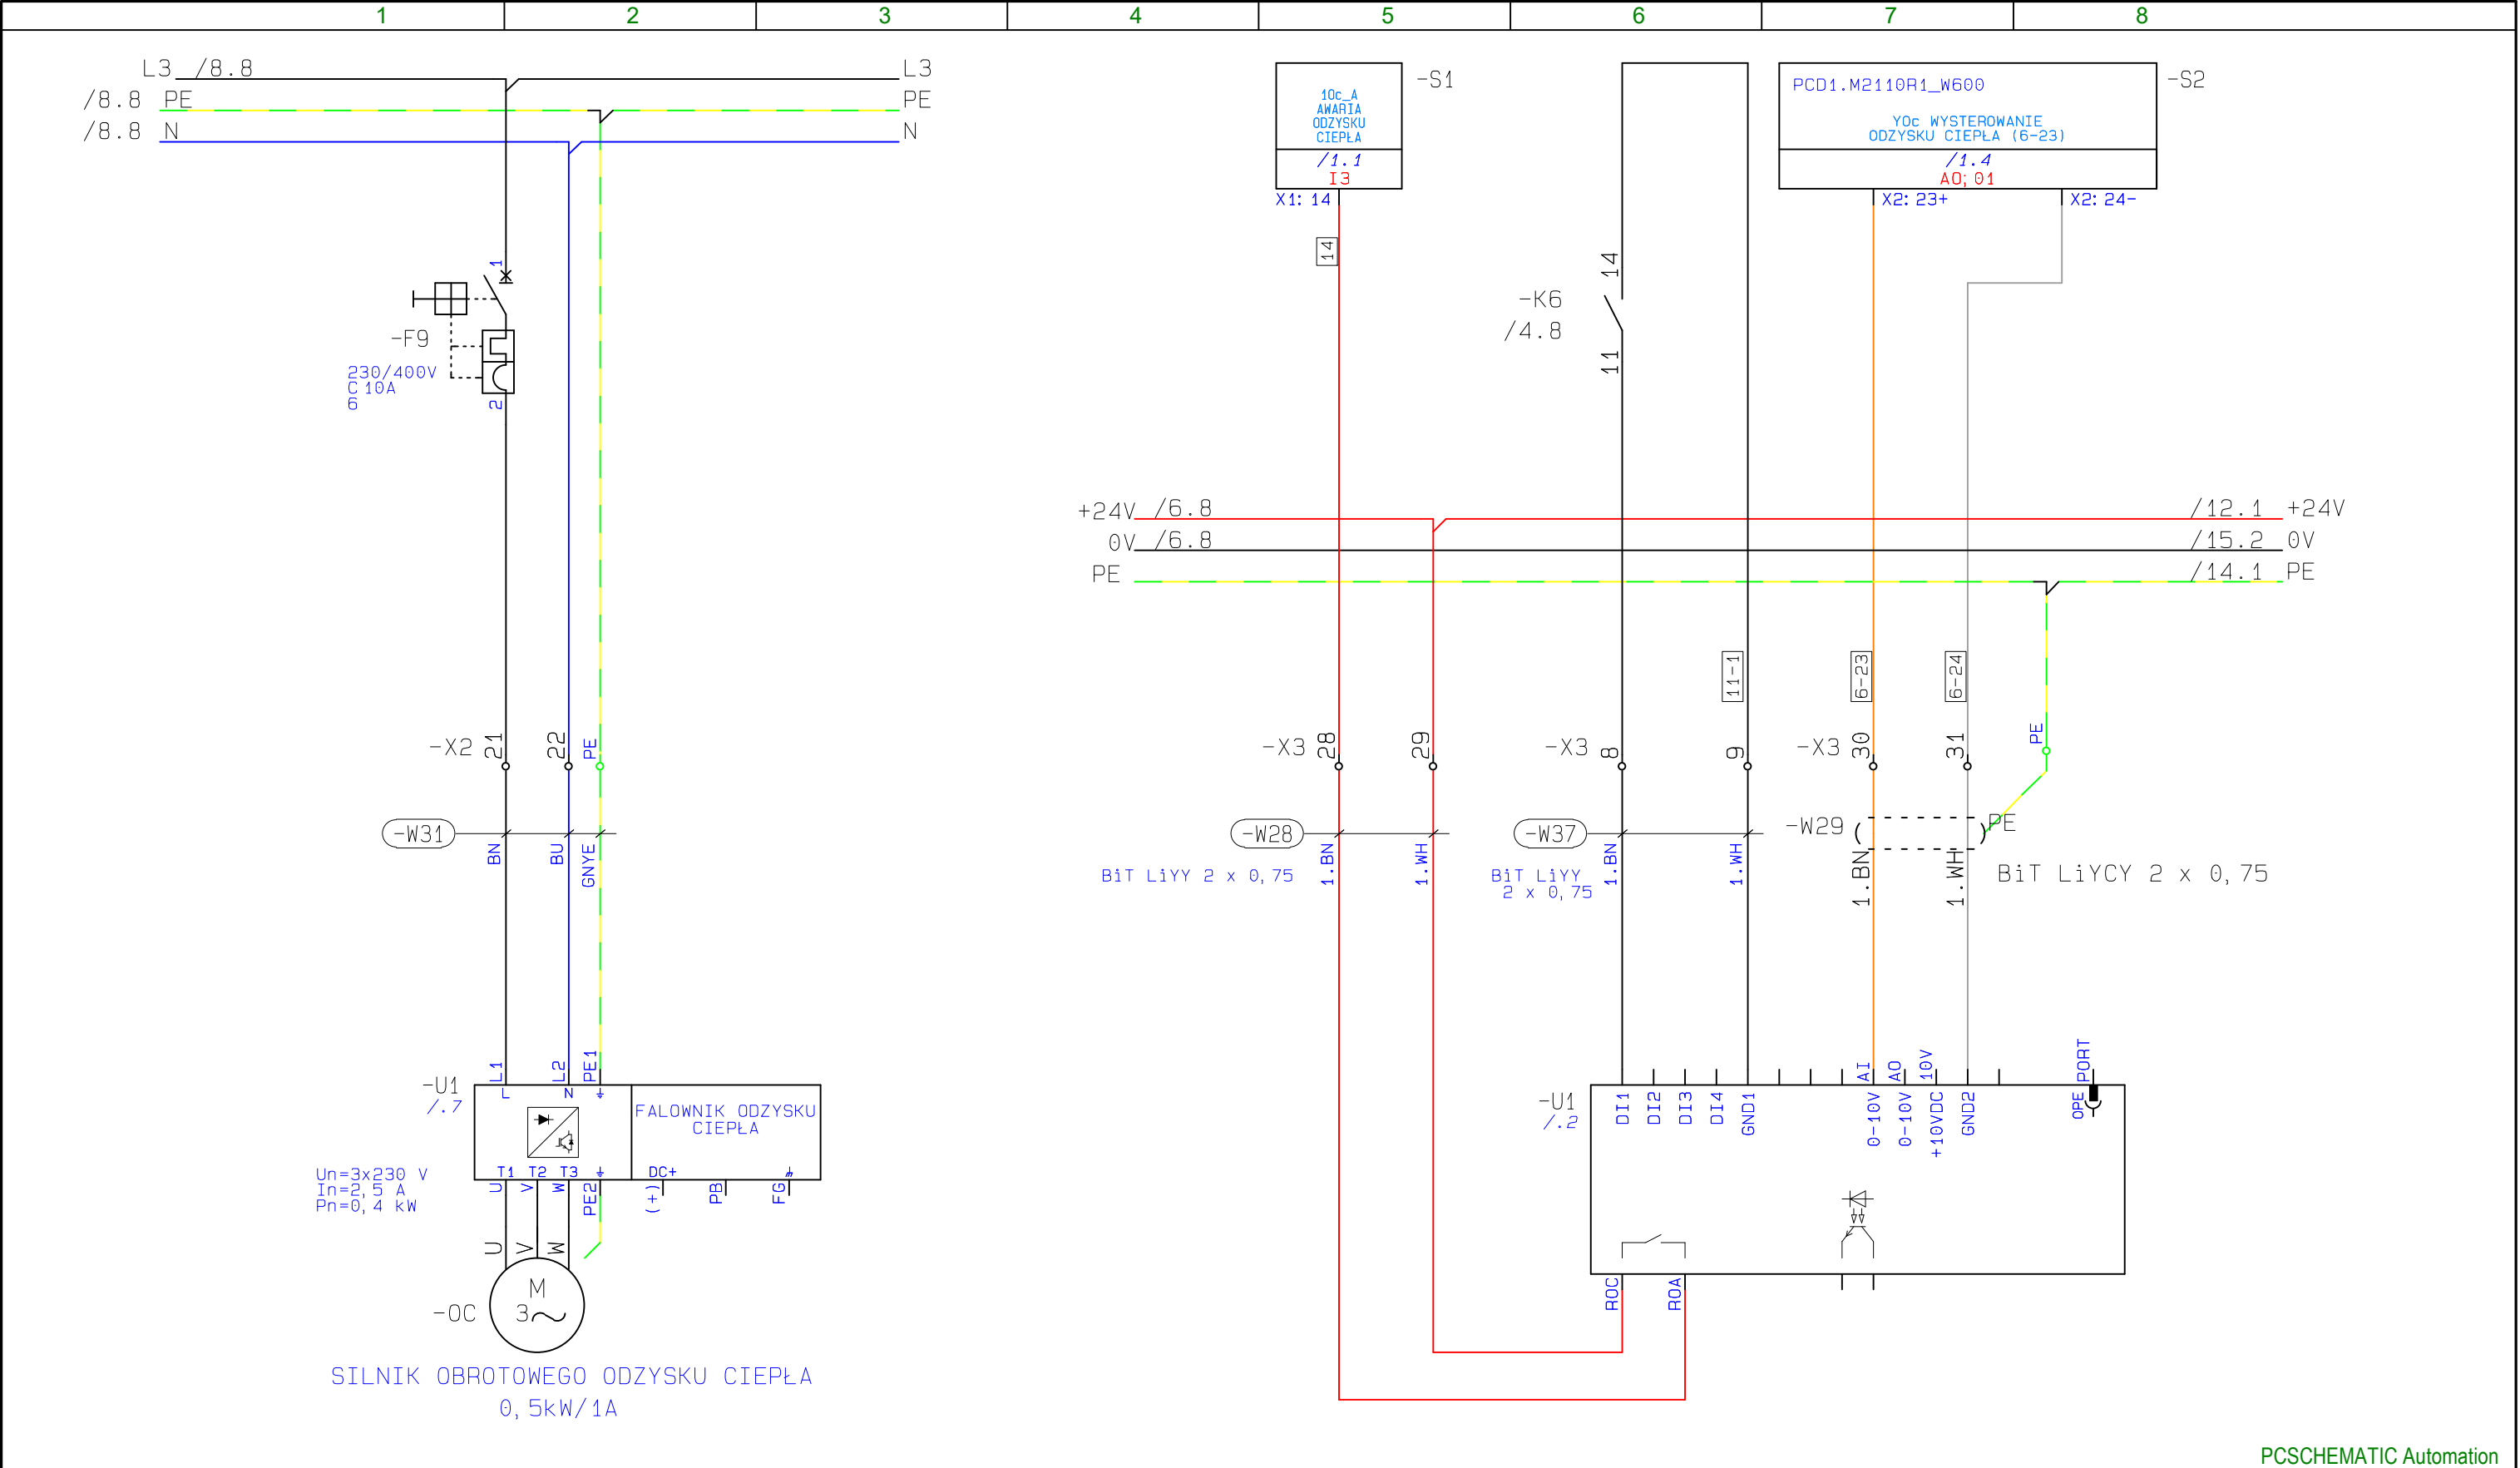 1 2 3 4 5 6 7 8
L3 /8.8 L3
/8.8 PE PE
/8.8 N N
1
-F9
230/400V
C 10A
6
2
-X2 21 22 PE
-W31
BN BU GNYE
L1 L2 PE1
-U1
/.7
L N
FALOWNIK ODZYSKU
CIEPŁA
Un=3x230 V
In=2,5 A
Pn=0,4 kW
T1 T2 T3 DC+
U V W PE2 (+) PB FG
U V W
M
3
-OC
SILNIK OBROTOWEGO ODZYSKU CIEPŁA
0,5kW/1A
-S1
10c_A
AWARIA
ODZYSKU
CIEPŁA
/1.1
I3
X1: 14
14
-K6
/4.8
14
11
-S2
PCD1.M2110R1_W600
YOc WYSTEROWANIE
ODZYSKU CIEPŁA (6-23)
/1.4
AO; 01
X2: 23+ X2: 24-
+24V /6.8 /12.1 +24V
0V /6.8 /15.2 0V
PE /14.1 PE
11-1 6-23 6-24
-X3 28 29 -X3 8 9 -X3 30 31 PE
-W28 -W37 -W29 PE
BiT LiYY 2 x 0,75 1.BN 1.WH
BiT LiYY
2 x 0,75
1.BN 1.WH
1.BN 1.WH BiT LiYCY 2 x 0,75
AI AO 10V PORT
-U1
/.2
DI1 DI2 DI3 DI4 GND1 0-10V 0-10V +10VDC GND2 OPE
ROC ROA
PCSCHEMATIC Automation